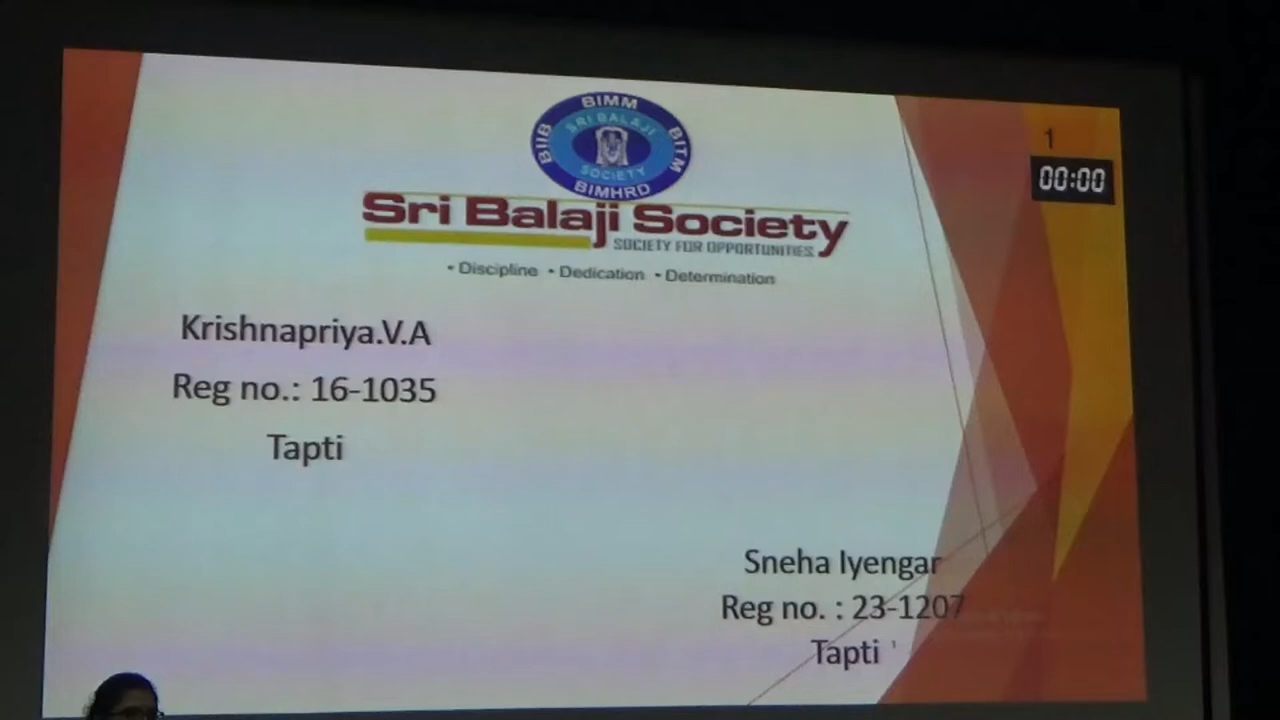 BIMM
BIIB
SRI BALAJI
BITM
SOCIETY
BIMHRD
Sri Balaji Society
SOCIETY FOR OPPORTUNITIES
• Discipline • Dedication • Determination
1
00:00
Krishnapriya.V.A
Reg no.: 16-1035
Tapti
Sneha Iyengar
Reg no. : 23-1207
Tapti